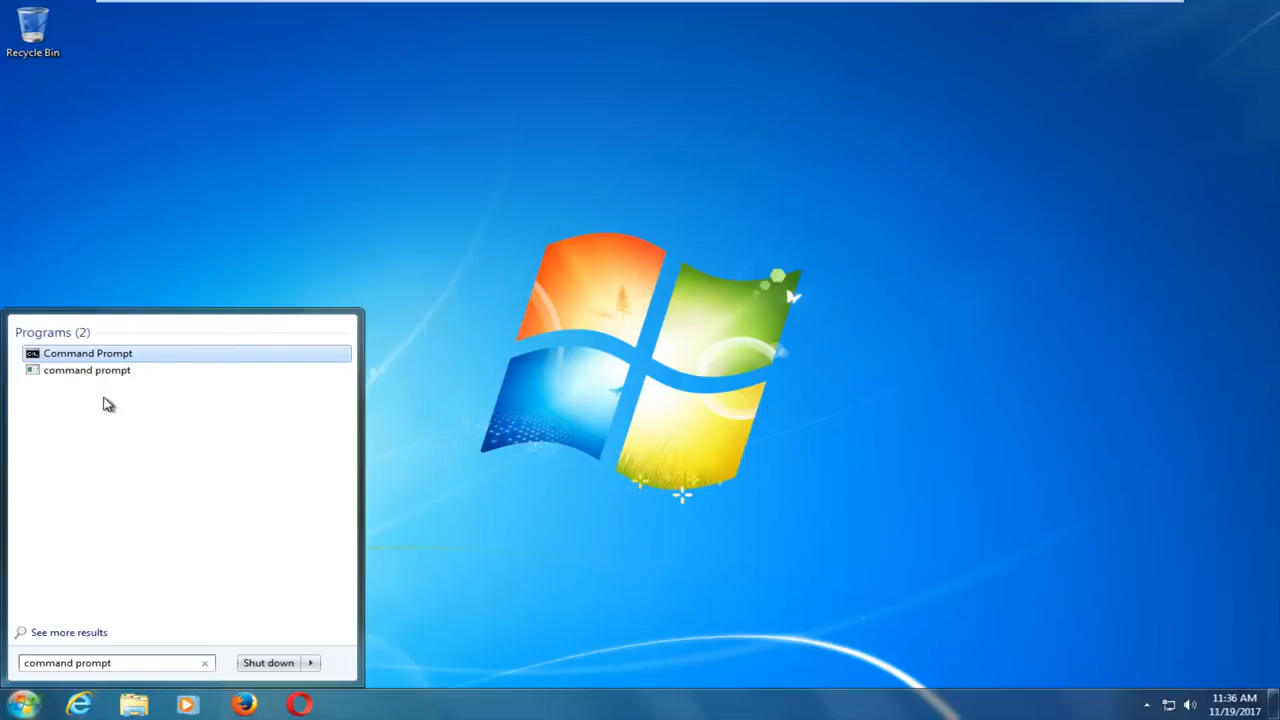 Recycle Bin
Programs (2)
Command Prompt
command prompt
See more results
command prompt
Shut down
11:36 AM
11/19/2017